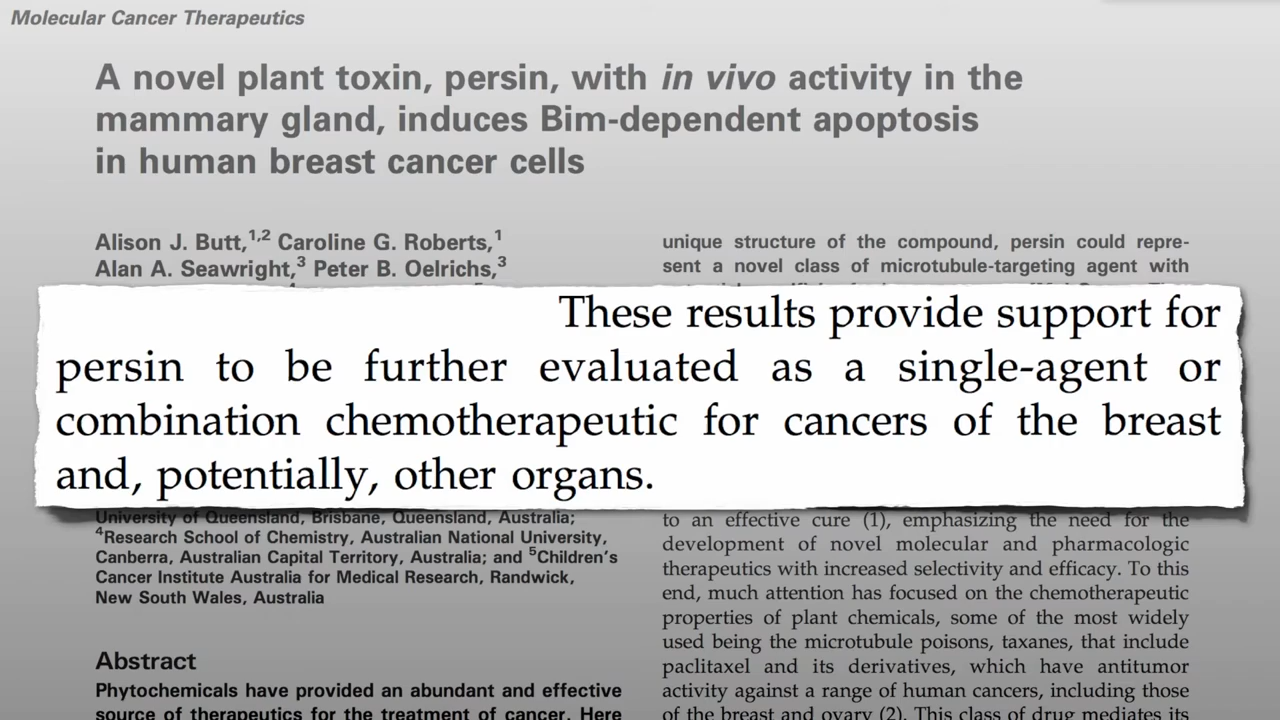 Molecular Cancer Therapeutics
A novel plant toxin, persin, with in vivo activity in the
mammary gland, induces Bim-dependent apoptosis
in human breast cancer cells
Alison J. Butt,1,2 Caroline G. Roberts,1
Alan A. Seawright,3 Peter B. Oelrichs,3
unique structure of the compound, persin could repre-
sent a novel class of microtubule-targeting agent with
These results provide support for
persin to be further evaluated as a single-agent or
combination chemotherapeutic for cancers of the breast
and, potentially, other organs.
University of Queensland, Brisbane, Queensland, Australia;
4Research School of Chemistry, Australian National University,
Canberra, Australian Capital Territory, Australia; and 5Children's
Cancer Institute Australia for Medical Research, Randwick,
New South Wales, Australia
Abstract
Phytochemicals have provided an abundant and effective
source of therapeutics for the treatment of cancer. Here
to an effective cure (1), emphasizing the need for the
development of novel molecular and pharmacologic
therapeutics with increased selectivity and efficacy. To this
end, much attention has focused on the chemotherapeutic
properties of plant chemicals, some of the most widely
used being the microtubule poisons, taxanes, that include
paclitaxel and its derivatives, which have antitumor
activity against a range of human cancers, including those
of the breast and ovary (2). This class of drug mediates its